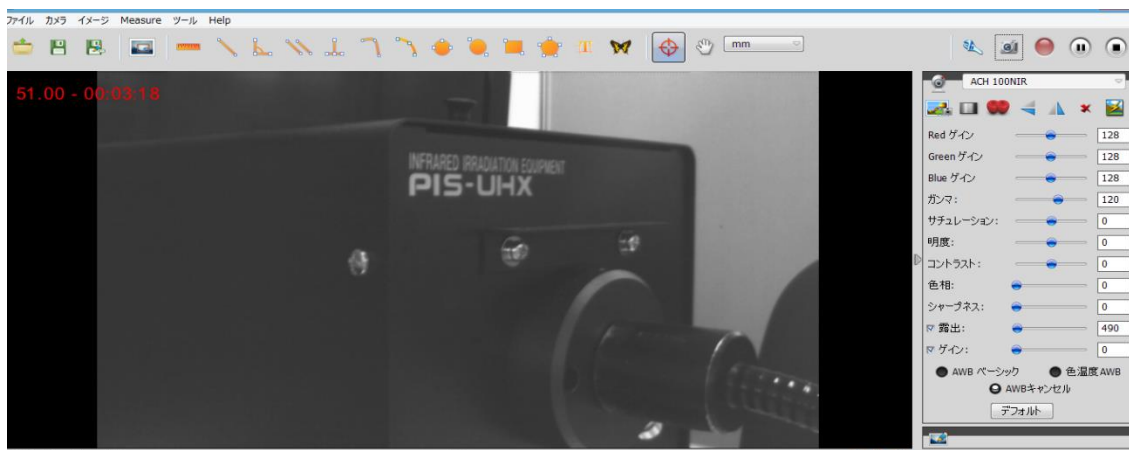 ファイル カメラ イメージ Measure ツール Help
T mm
51.00 - 00:03:18
INFRARED IRRADIATION EQUIPMENT
PIS-UHX
ACH 100NIR
Red ゲイン 128
Green ゲイン 128
Blue ゲイン 128
ガンマ: 120
サチュレーション: 0
明度: 0
コントラスト: 0
色相: 0
シャープネス: 0
露出: 490
ゲイン: 0
AWB ベーシック 色温度 AWB
AWBキャンセル
デフォルト